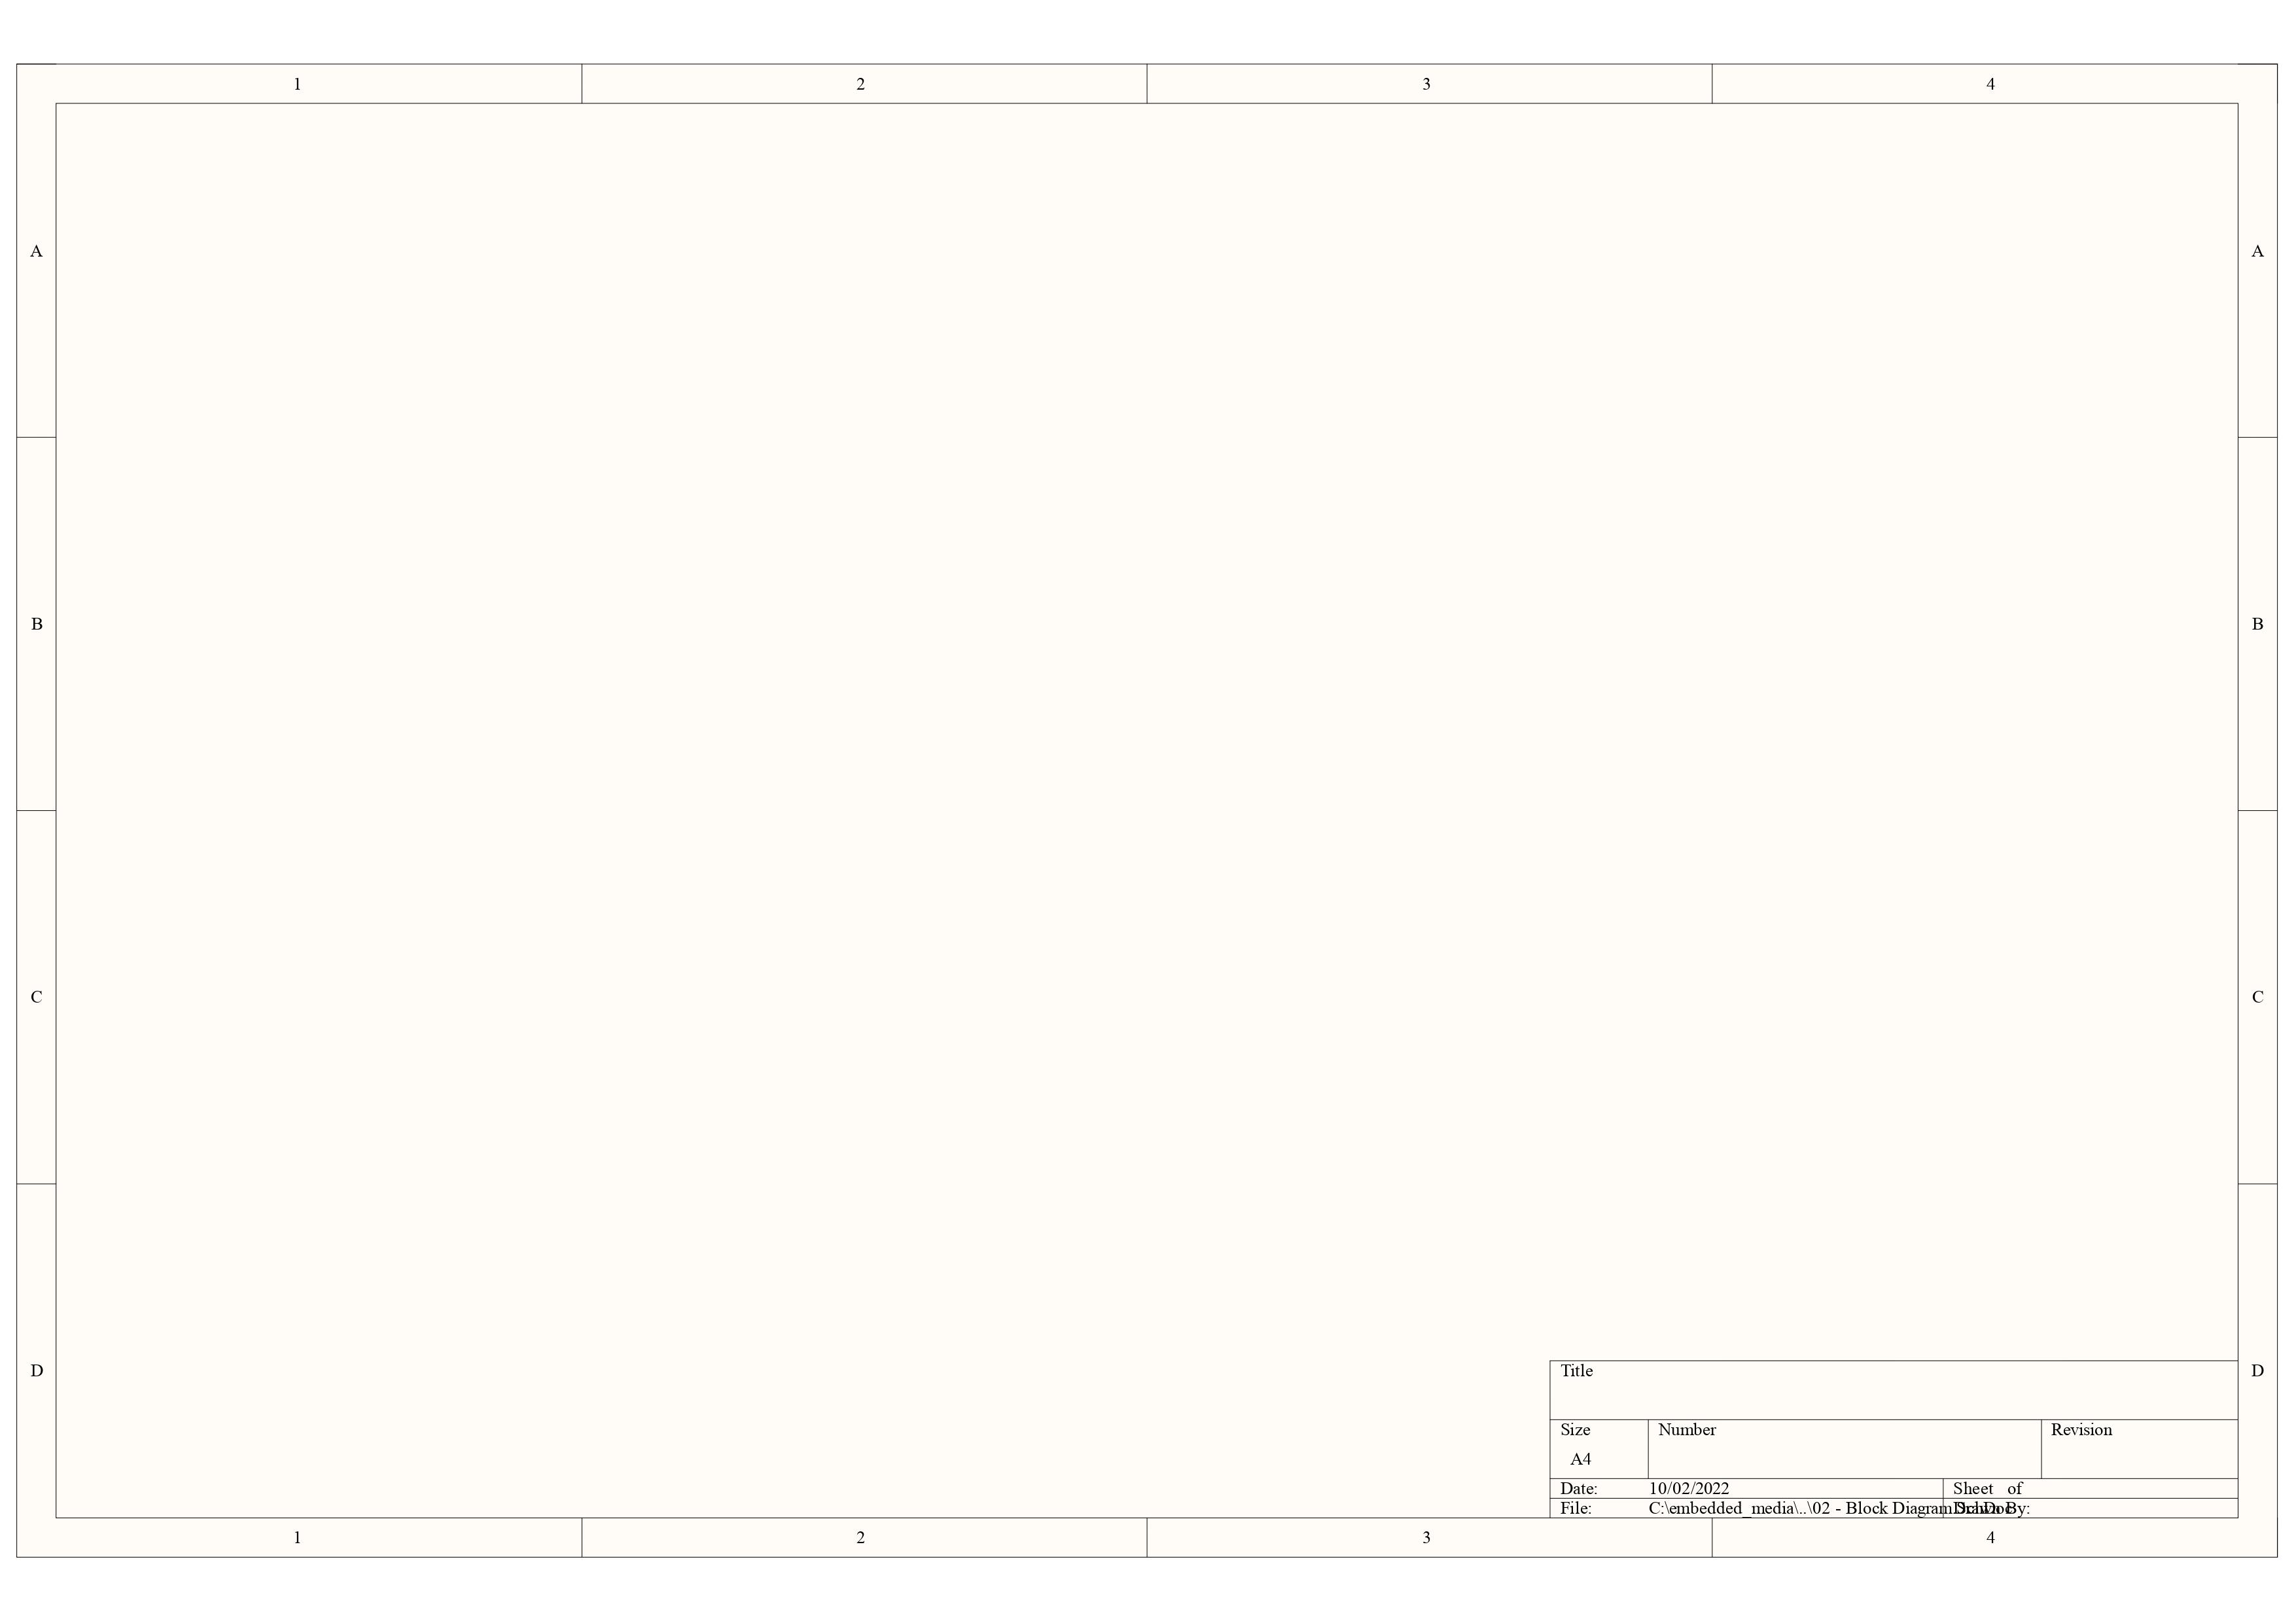 1 2 3 4
A A
B B
C C
D D
Title
Size Number Revision
A4
Date: 10/02/2022 Sheet of
File: C:\embedded_media\..\02 - Block Diagram.SchDoc Drawn By:
1 2 3 4